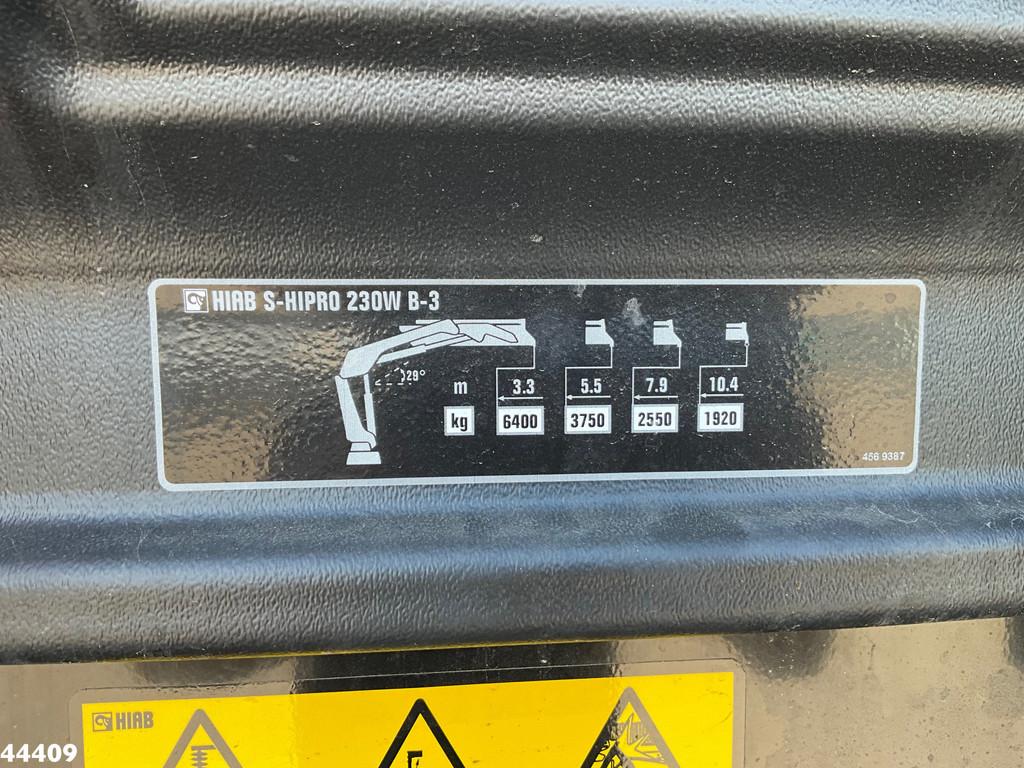 HIAB S-HIPRO 230W B-3
29°
m 3.3 5.5 7.9 10.4
kg 6400 3750 2550 1920
456 9387
HIAB
44409